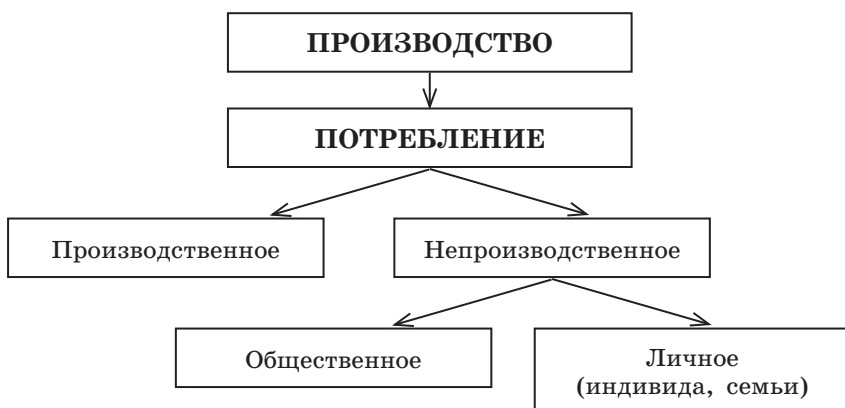 ПРОИЗВОДСТВО
ПОТРЕБЛЕНИЕ
Производственное
Непроизводственное
Общественное
Личное
(индивида, семьи)